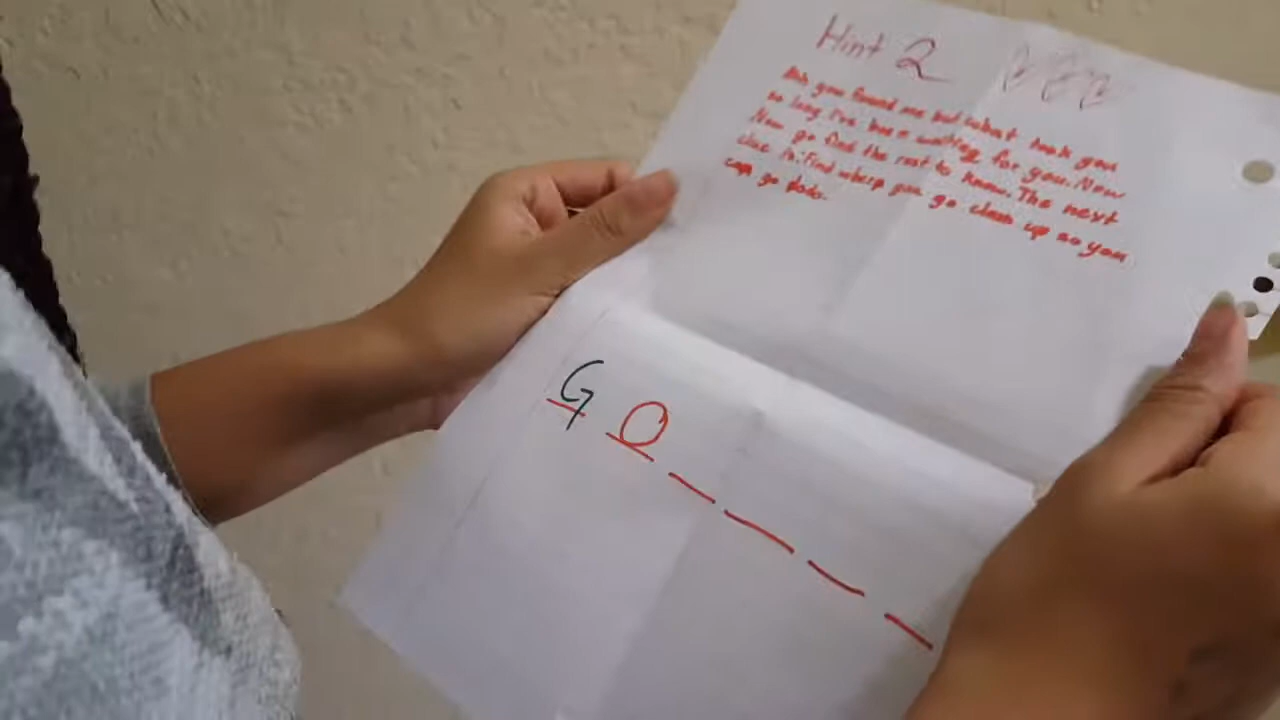 Hint 2
Ah you found me but what took you
so long I've been waiting for you. Now
Now go find the rest to know. The next
clue is: Find where you go clean up so you
can go
G O